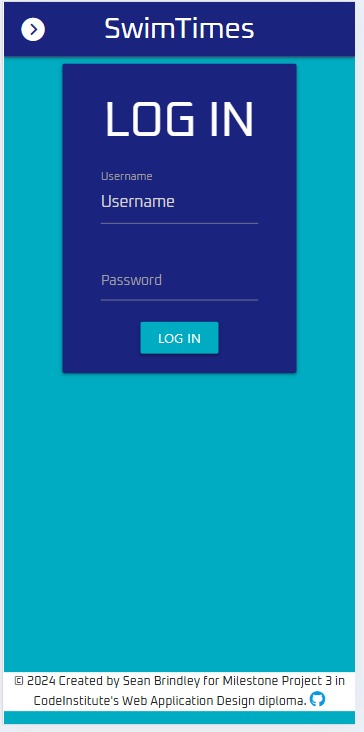 SwimTimes
LOG IN
Username
Username
Password
LOG IN
© 2024 Created by Sean Brindley for Milestone Project 3 in
CodeInstitute's Web Application Design diploma.